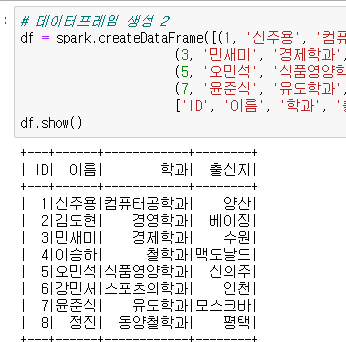 :
# 데이터프레임 생성 2
df = spark.createDataFrame([(1, '신주용', '컴퓨
(3, '민새미', '경제학과',
(5, '오민석', '식품영양학
(7, '윤준식', '유도학과',
['ID', '이름', '학과', '출
df.show()
+---+------+------------+--------+
| ID| 이름| 학과| 출신지|
+---+------+------------+--------+
| 1|신주용|컴퓨터공학과| 양산|
| 2|김도현| 경영학과| 베이징|
| 3|민새미| 경제학과| 수원|
| 4|이승하| 철학과|맥도날드|
| 5|오민석|식품영양학과| 신의주|
| 6|강민서|스포츠의학과| 인천|
| 7|윤준식| 유도학과|모스크바|
| 8| 정진| 동양철학과| 평택|
+---+------+------------+--------+